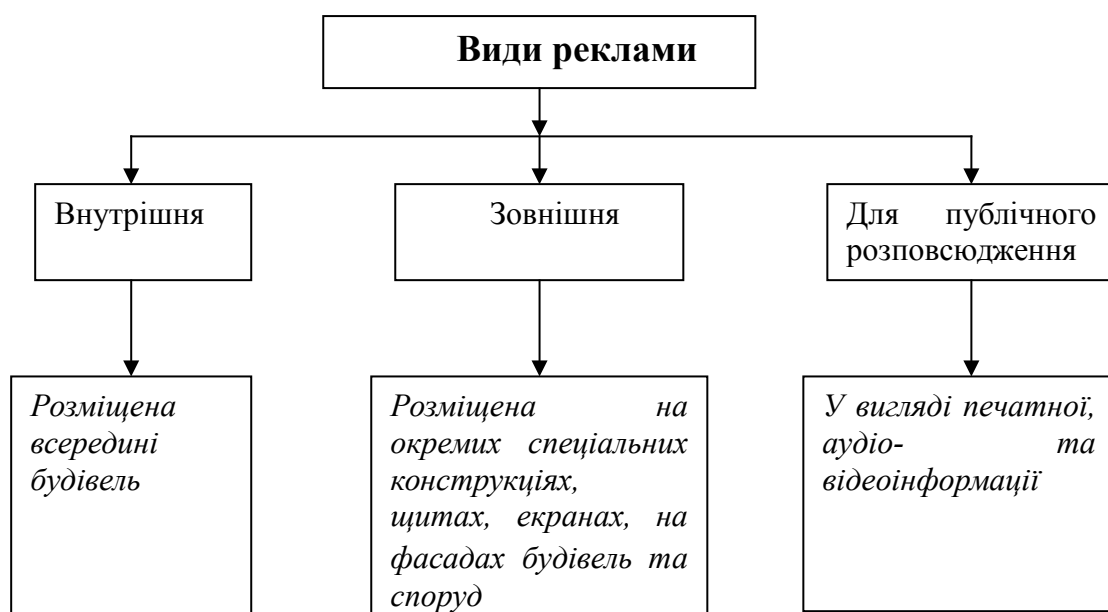 Види реклами
Внутрішня
Зовнішня
Для публічного
розповсюдження
Розміщена
всередині
будівель
Розміщена на
окремих спеціальних
конструкціях,
щитах, екранах, на
фасадах будівель та
споруд
У вигляді печатної,
аудіо- та
відеоінформації